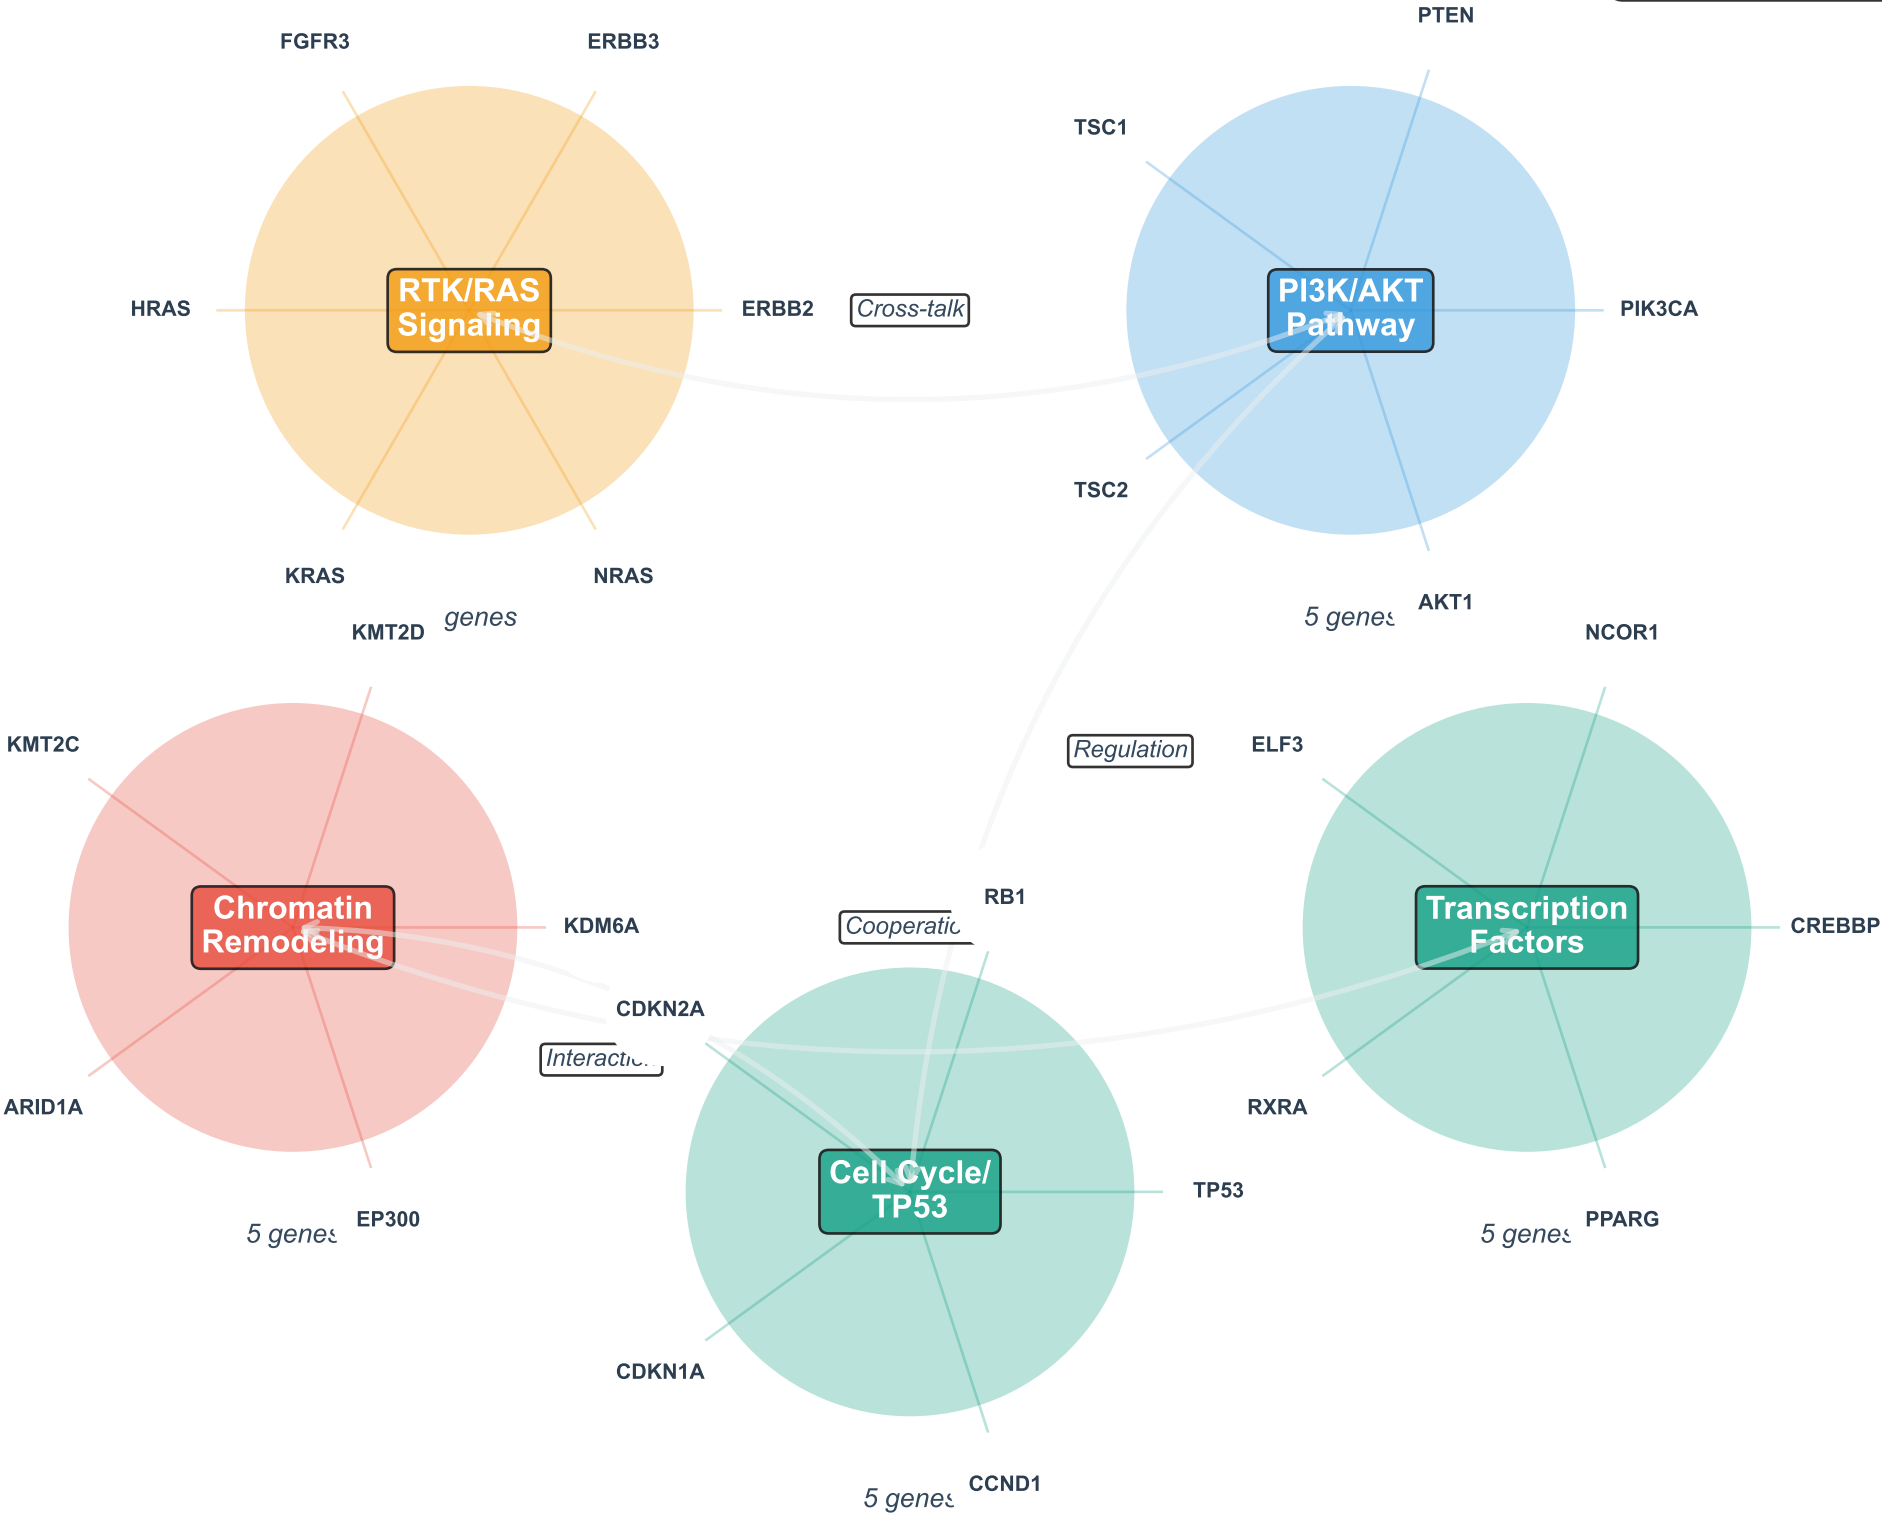 PTEN
FGFR3
ERBB3
TSC1
RTK/RAS
Signaling
PI3K/AKT
Pathway
HRAS
ERBB2
Cross-talk
PIK3CA
TSC2
KRAS
NRAS
AKT1
genes
5 genes
KMT2D
NCOR1
KMT2C
Regulation
ELF3
RB1
Chromatin
Remodeling
KDM6A
Transcription
Factors
CREBBP
CDKN2A
ARID1A
RXRA
Cell Cycle/
TP53
TP53
EP300
PPARG
5 genes
5 genes
CDKN1A
CCND1
5 genes